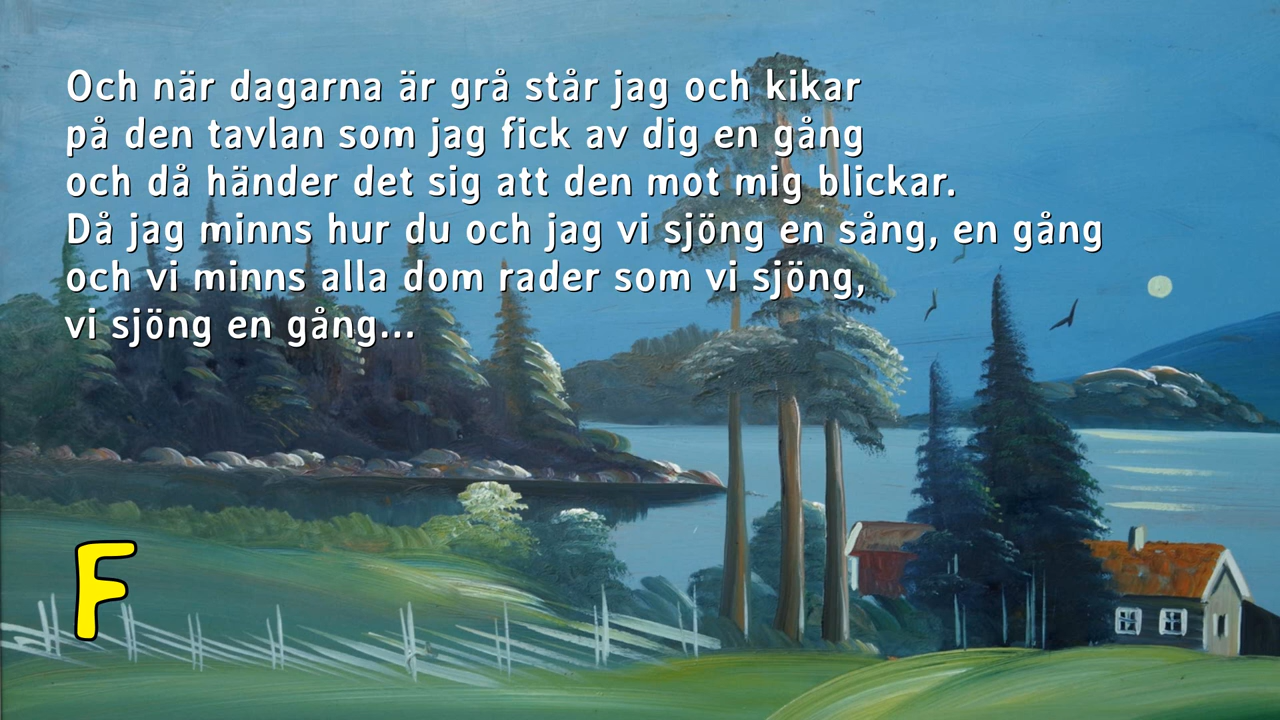 Och när dagarna är grå står jag och kikar
på den tavlan som jag fick av dig en gång
och då händer det sig att den mot mig blickar.
Då jag minns hur du och jag vi sjöng en sång, en gång
och vi minns alla dom rader som vi sjöng,
vi sjöng en gång...
F